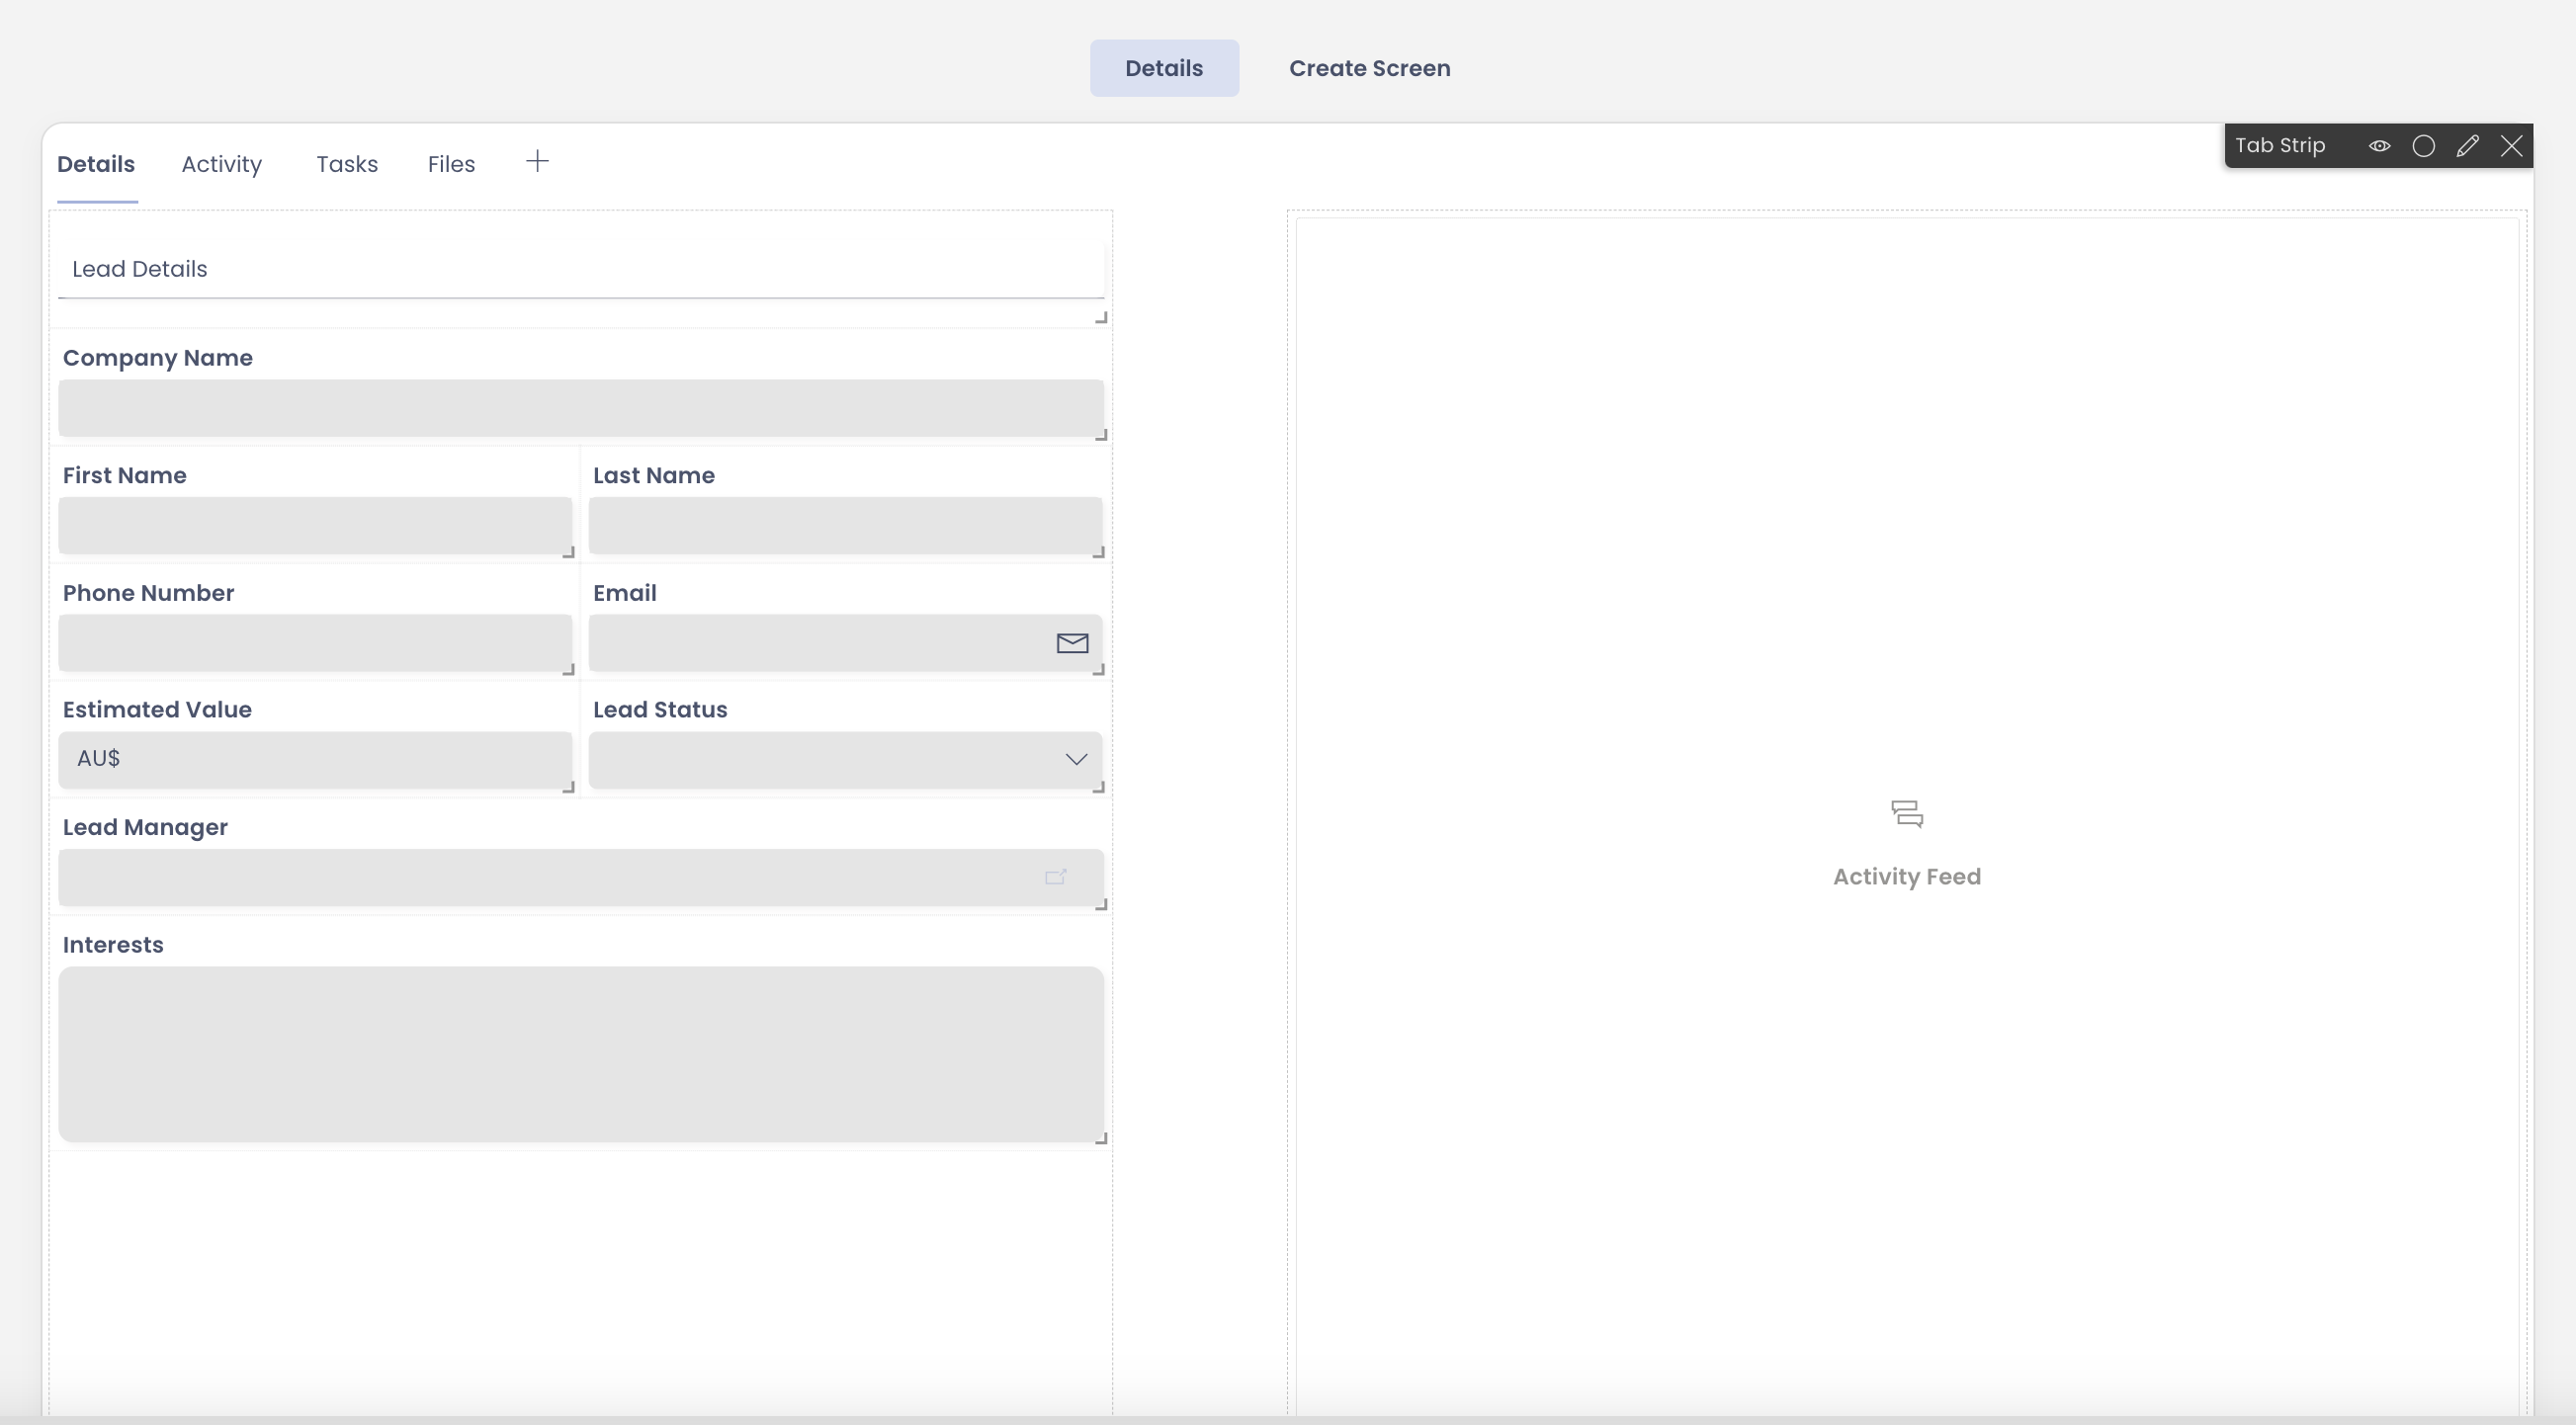 Details
Create Screen
Details
Activity
Tasks
Files
Tab Strip
Lead Details
Company Name
First Name
Last Name
Phone Number
Email
Estimated Value
Lead Status
AU$
Lead Manager
Interests
Activity Feed